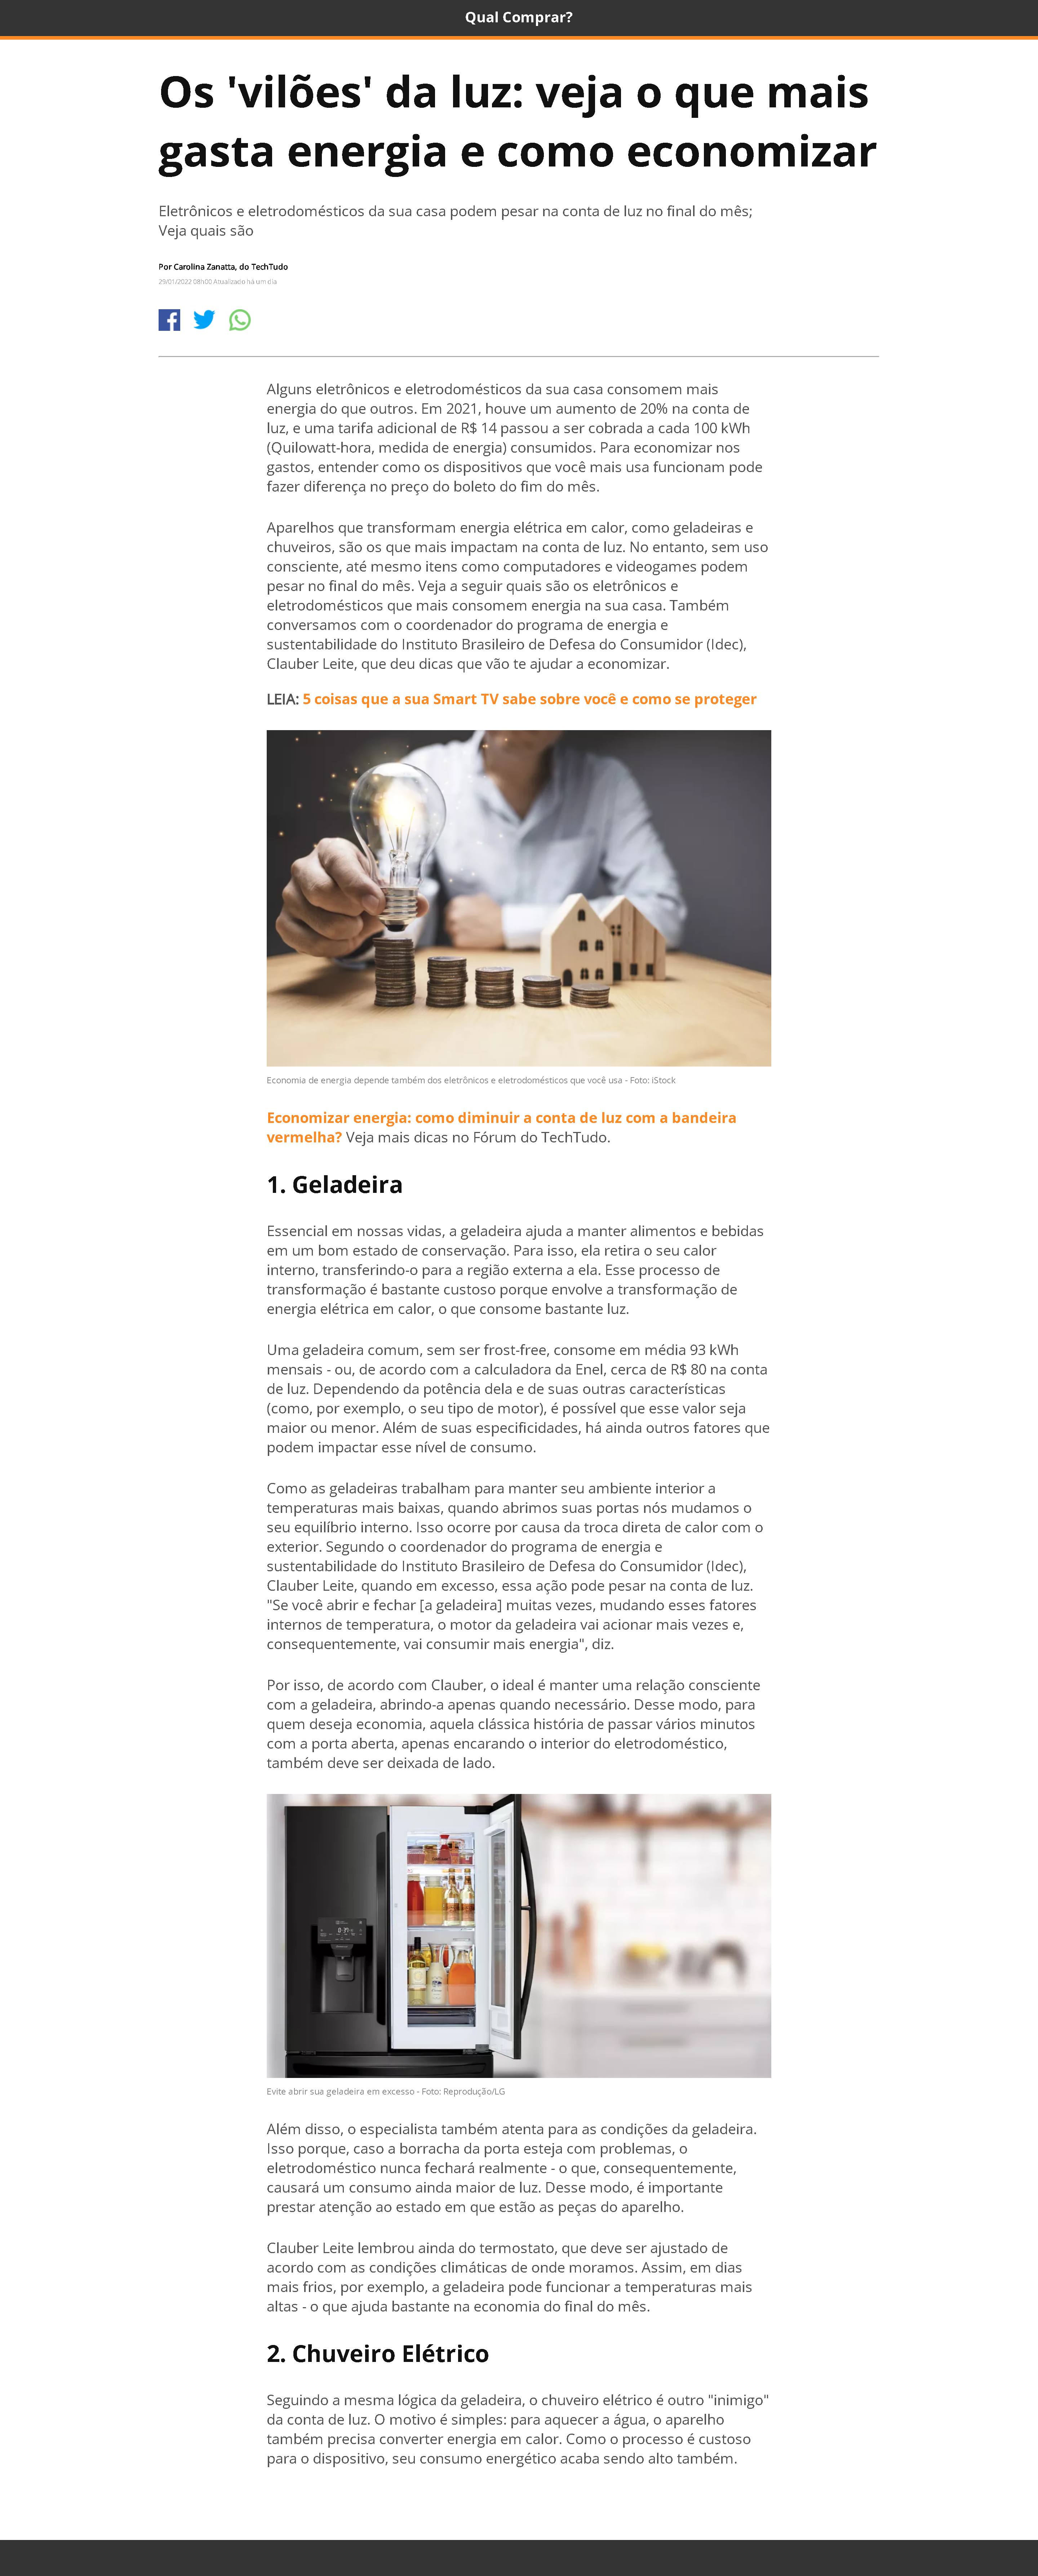 Qual Comprar?
Os 'vilões' da luz: veja o que mais
gasta energia e como economizar
Eletrônicos e eletrodomésticos da sua casa podem pesar na conta de luz no final do mês;
Veja quais são
Por Carolina Zanatta, do TechTudo
29/01/2022 08h00 Atualizado há um dia
Alguns eletrônicos e eletrodomésticos da sua casa consomem mais
energia do que outros. Em 2021, houve um aumento de 20% na conta de
luz, e uma tarifa adicional de R$ 14 passou a ser cobrada a cada 100 kWh
(Quilowatt-hora, medida de energia) consumidos. Para economizar nos
gastos, entender como os dispositivos que você mais usa funcionam pode
fazer diferença no preço do boleto do fim do mês.
Aparelhos que transformam energia elétrica em calor, como geladeiras e
chuveiros, são os que mais impactam na conta de luz. No entanto, sem uso
consciente, até mesmo itens como computadores e videogames podem
pesar no final do mês. Veja a seguir quais são os eletrônicos e
eletrodomésticos que mais consomem energia na sua casa. Também
conversamos com o coordenador do programa de energia e
sustentabilidade do Instituto Brasileiro de Defesa do Consumidor (Idec),
Clauber Leite, que deu dicas que vão te ajudar a economizar.
LEIA: 5 coisas que a sua Smart TV sabe sobre você e como se proteger
Economia de energia depende também dos eletrônicos e eletrodomésticos que você usa - Foto: iStock
Economizar energia: como diminuir a conta de luz com a bandeira
vermelha? Veja mais dicas no Fórum do TechTudo.
1. Geladeira
Essencial em nossas vidas, a geladeira ajuda a manter alimentos e bebidas
em um bom estado de conservação. Para isso, ela retira o seu calor
interno, transferindo-o para a região externa a ela. Esse processo de
transformação é bastante custoso porque envolve a transformação de
energia elétrica em calor, o que consome bastante luz.
Uma geladeira comum, sem ser frost-free, consome em média 93 kWh
mensais - ou, de acordo com a calculadora da Enel, cerca de R$ 80 na conta
de luz. Dependendo da potência dela e de suas outras características
(como, por exemplo, o seu tipo de motor), é possível que esse valor seja
maior ou menor. Além de suas especificidades, há ainda outros fatores que
podem impactar esse nível de consumo.
Como as geladeiras trabalham para manter seu ambiente interior a
temperaturas mais baixas, quando abrimos suas portas nós mudamos o
seu equilíbrio interno. Isso ocorre por causa da troca direta de calor com o
exterior. Segundo o coordenador do programa de energia e
sustentabilidade do Instituto Brasileiro de Defesa do Consumidor (Idec),
Clauber Leite, quando em excesso, essa ação pode pesar na conta de luz.
"Se você abrir e fechar [a geladeira] muitas vezes, mudando esses fatores
internos de temperatura, o motor da geladeira vai acionar mais vezes e,
consequentemente, vai consumir mais energia", diz.
Por isso, de acordo com Clauber, o ideal é manter uma relação consciente
com a geladeira, abrindo-a apenas quando necessário. Desse modo, para
quem deseja economia, aquela clássica história de passar vários minutos
com a porta aberta, apenas encarando o interior do eletrodoméstico,
também deve ser deixada de lado.
Evite abrir sua geladeira em excesso - Foto: Reprodução/LG
Além disso, o especialista também atenta para as condições da geladeira.
Isso porque, caso a borracha da porta esteja com problemas, o
eletrodoméstico nunca fechará realmente - o que, consequentemente,
causará um consumo ainda maior de luz. Desse modo, é importante
prestar atenção ao estado em que estão as peças do aparelho.
Clauber Leite lembrou ainda do termostato, que deve ser ajustado de
acordo com as condições climáticas de onde moramos. Assim, em dias
mais frios, por exemplo, a geladeira pode funcionar a temperaturas mais
altas - o que ajuda bastante na economia do final do mês.
2. Chuveiro Elétrico
Seguindo a mesma lógica da geladeira, o chuveiro elétrico é outro "inimigo"
da conta de luz. O motivo é simples: para aquecer a água, o aparelho
também precisa converter energia em calor. Como o processo é custoso
para o dispositivo, seu consumo energético acaba sendo alto também.